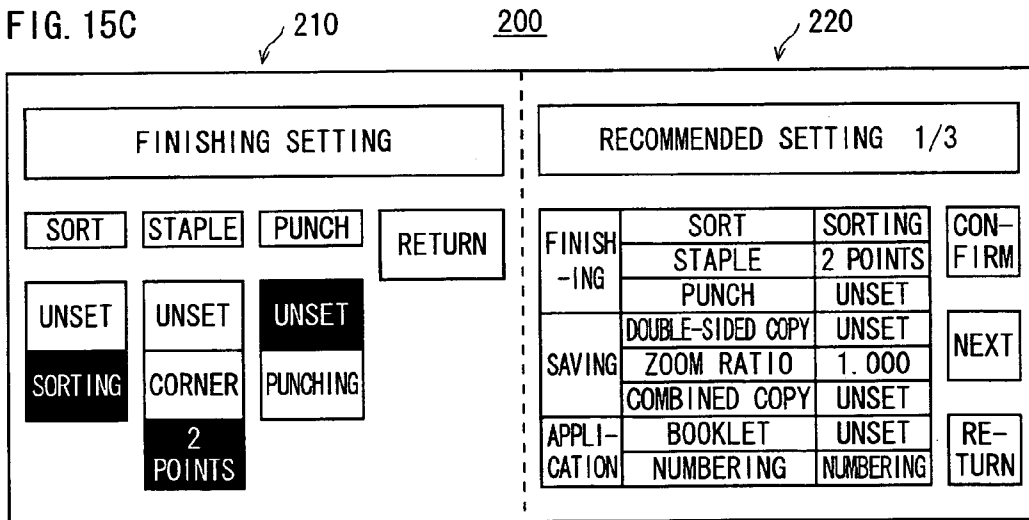 FIG. 15C
210
200
220
FINISHING SETTING
RECOMMENDED SETTING 1/3
SORT STAPLE PUNCH RETURN
UNSET UNSET UNSET
SORTING CORNER PUNCHING
2
POINTS
FINISH
-ING
SORT SORTING
STAPLE 2 POINTS
PUNCH UNSET
SAVING
DOUBLE-SIDED COPY UNSET
ZOOM RATIO 1.000
COMBINED COPY UNSET
APPLI-
CATION
BOOKLET UNSET
NUMBERING NUMBERING
CON-
FIRM
NEXT
RE-
TURN